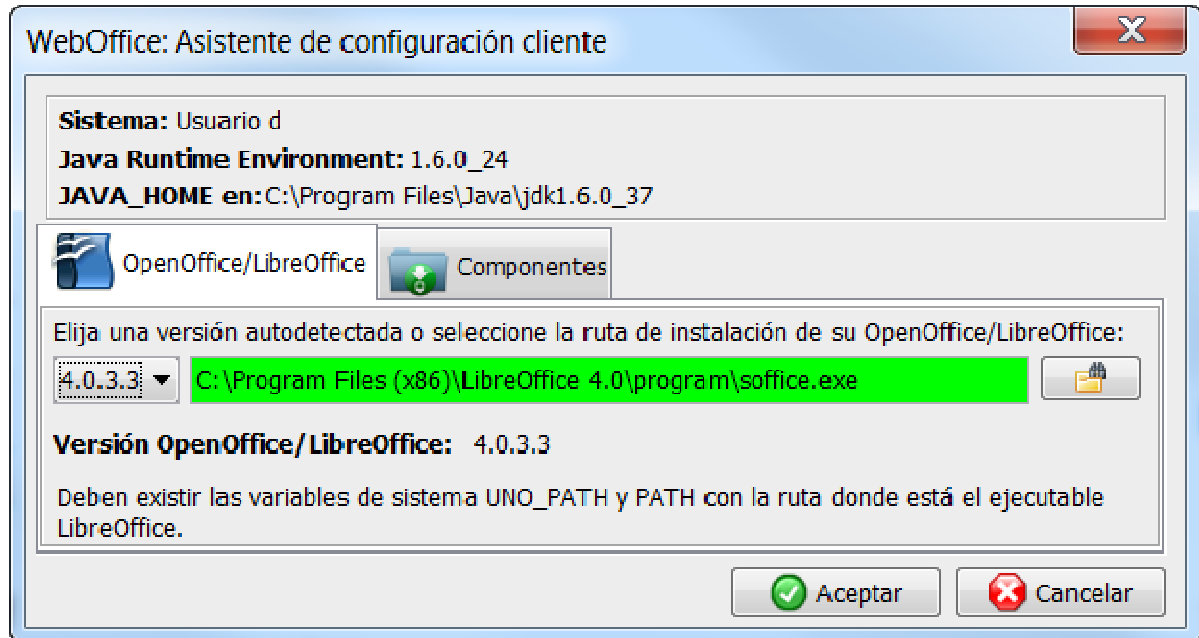 WebOffice: Asistente de configuración cliente
Sistema: Usuario d
Java Runtime Environment: 1.6.0_24
JAVA_HOME en:C:\Program Files\Java\jdk1.6.0_37
OpenOffice/LibreOffice
Componentes
Elija una versión autodetectada o seleccione la ruta de instalación de su OpenOffice/LibreOffice:
4.0.3.3
C:\Program Files (x86)\LibreOffice 4.0\program\soffice.exe
Versión OpenOffice/LibreOffice: 4.0.3.3
Deben existir las variables de sistema UNO_PATH y PATH con la ruta donde está el ejecutable
LibreOffice.
Aceptar
Cancelar